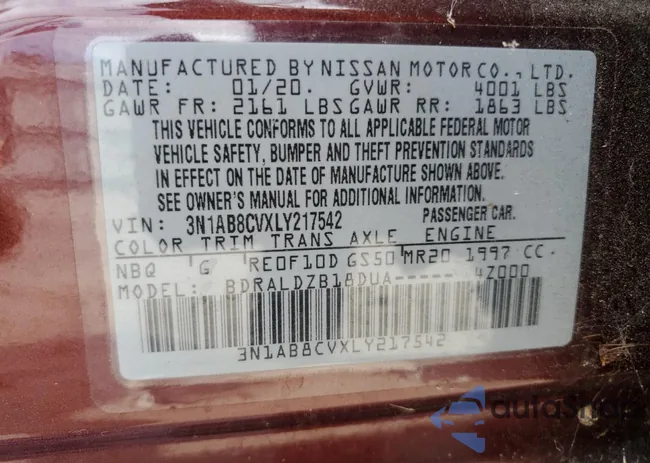 MANUFACTURED BY NISSAN MOTOR CO., LTD.
DATE: 01/20. GVWR: 4001 LBS
GAWR FR: 2161 LBS GAWR RR: 1863 LBS
THIS VEHICLE CONFORMS TO ALL APPLICABLE FEDERAL MOTOR
VEHICLE SAFETY, BUMPER AND THEFT PREVENTION STANDARDS
IN EFFECT ON THE DATE OF MANUFACTURE SHOWN ABOVE.
SEE OWNER'S MANUAL FOR ADDITIONAL INFORMATION.
VIN: 3N1AB8CVXLY217542 PASSENGER CAR.
COLOR TRIM TRANS AXLE ENGINE
NBQ G RE0F10D GS50 MR20 1997 CC.
MODEL: BDRALDZB18DUA----- 4Z000
3N1AB8CVXLY217542